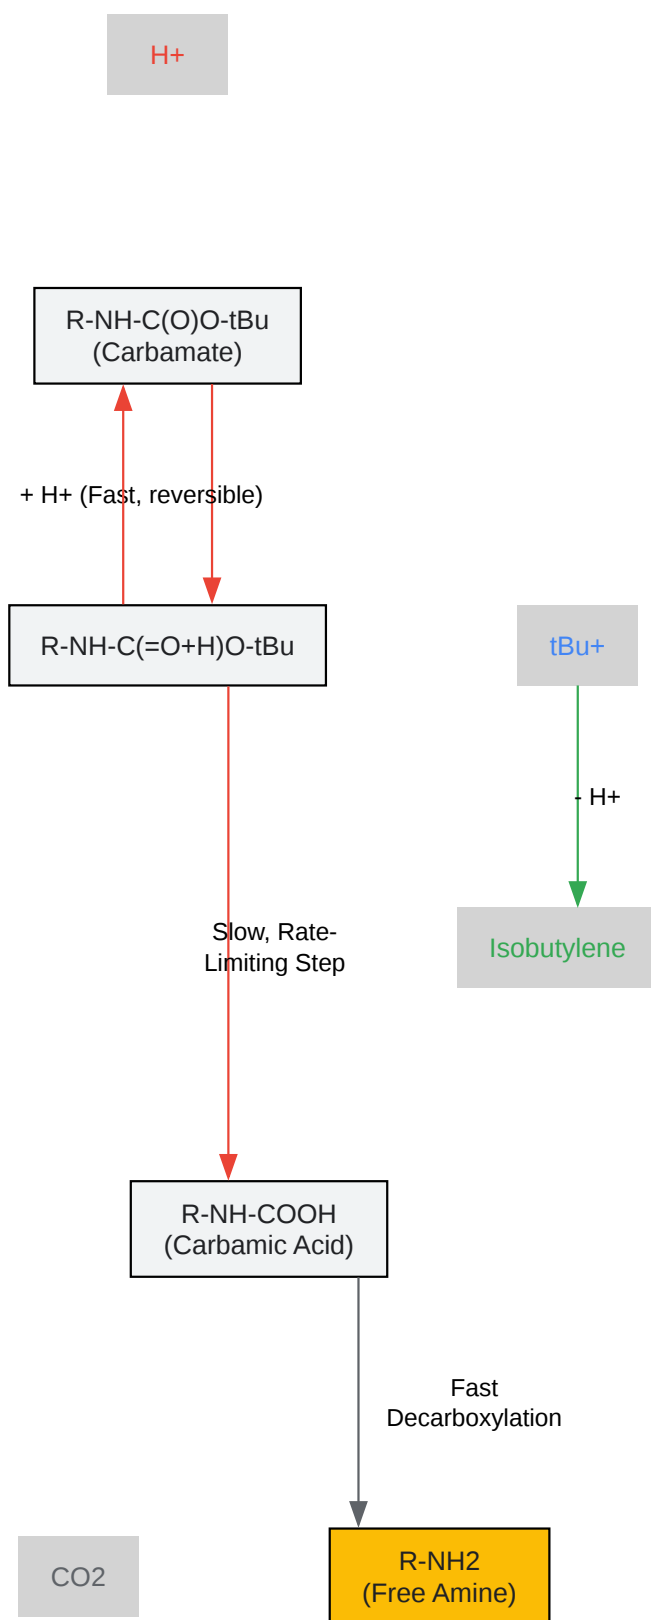 H+
R-NH-C(O)O-tBu
(Carbamate)
+ H+ (Fast, reversible)
R-NH-C(=O+H)O-tBu
tBu+
- H+
Slow, Rate-
Limiting Step
Isobutylene
R-NH-COOH
(Carbamic Acid)
Fast
Decarboxylation
CO2
R-NH2
(Free Amine)